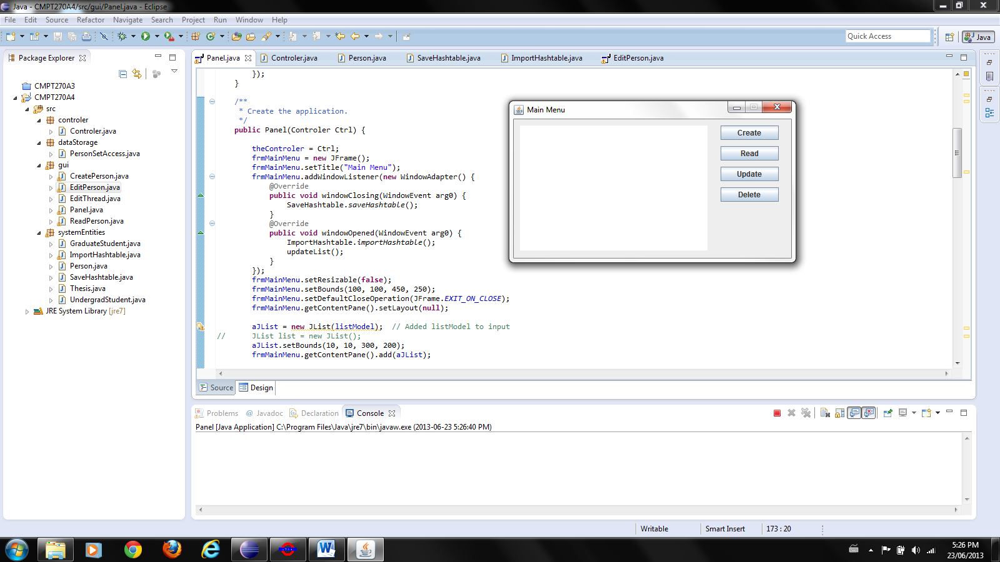 Java - CMPT270A4/src/gui/Panel.java - Eclipse
File Edit Source Refactor Navigate Search Project Run Window Help
Quick Access
Java
Package Explorer
Panel.java Controler.java Person.java SaveHashtable.java ImportHashtable.java EditPerson.java
CMPT270A3
CMPT270A4
src
controler
Controler.java
dataStorage
PersonSetAccess.java
gui
CreatePerson.java
EditPerson.java
EditThread.java
Panel.java
ReadPerson.java
systemEntities
GraduateStudent.java
ImportHashtable.java
Person.java
SaveHashtable.java
Thesis.java
UndergradStudent.java
JRE System Library [jre7]
});
}
/**
* Create the application.
*/
public Panel(Controler Ctrl) {
theControler = Ctrl;
frmMainMenu = new JFrame();
frmMainMenu.setTitle("Main Menu");
frmMainMenu.addWindowListener(new WindowAdapter() {
@Override
public void windowClosing(WindowEvent arg0) {
SaveHashtable.saveHashtable();
}
@Override
public void windowOpened(WindowEvent arg0) {
ImportHashtable.importHashtable();
updateList();
}
});
frmMainMenu.setResizable(false);
frmMainMenu.setBounds(100, 100, 450, 250);
frmMainMenu.setDefaultCloseOperation(JFrame.EXIT_ON_CLOSE);
frmMainMenu.getContentPane().setLayout(null);
aJList = new JList(listModel); // Added listModel to input
// JList list = new JList();
aJList.setBounds(10, 10, 300, 200);
frmMainMenu.getContentPane().add(aJList);
Main Menu
Create
Read
Update
Delete
Source Design
Problems @ Javadoc Declaration Console
Panel [Java Application] C:\Program Files\Java\jre7\bin\javaw.exe (2013-06-23 5:26:40 PM)
Writable Smart Insert 173 : 20
5:26 PM
23/06/2013